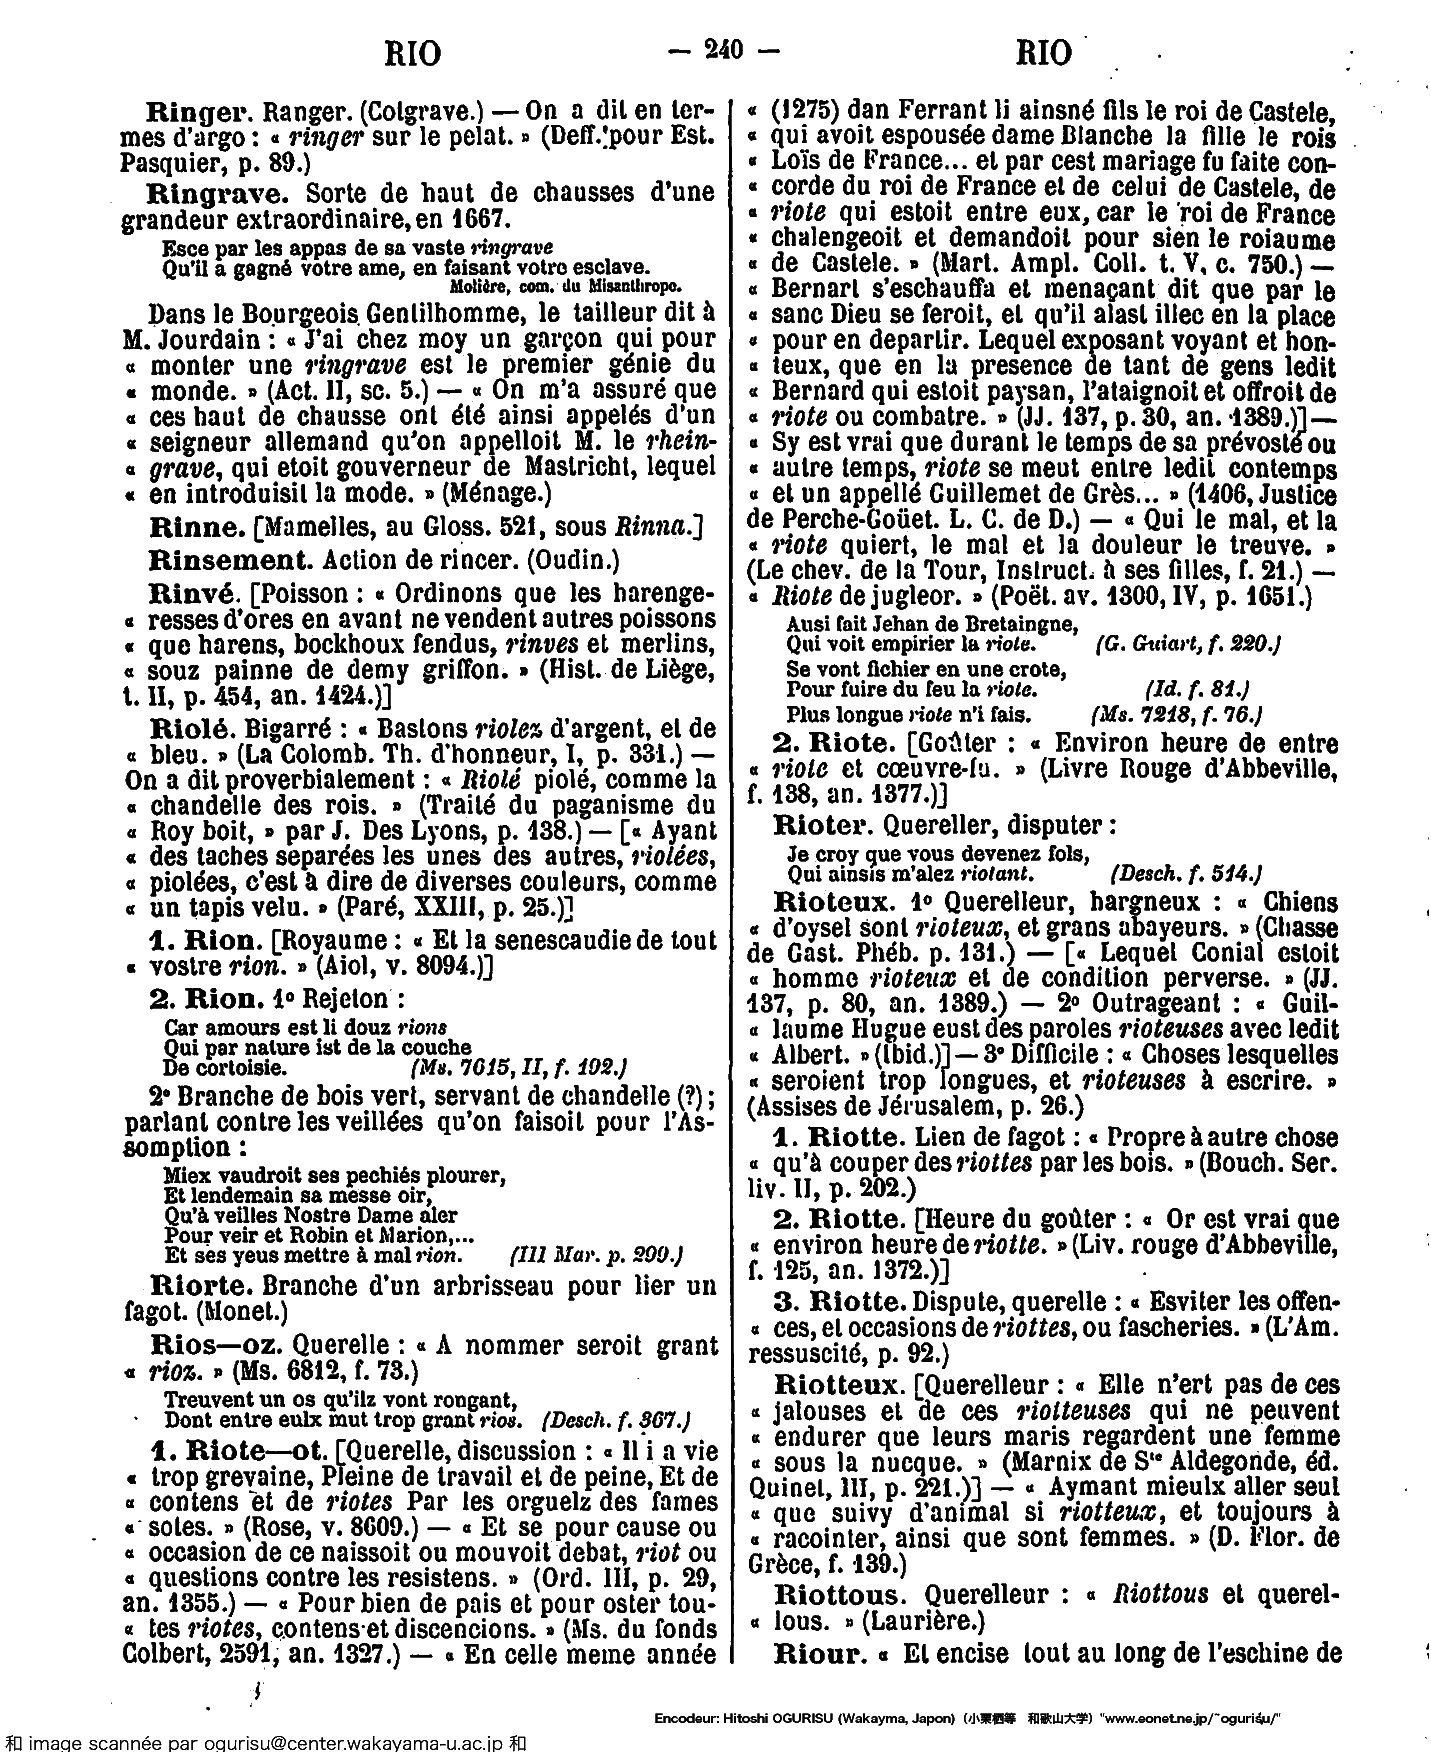 RIO — 240 — RIO
Ringer. Ranger. (Cotgrave.) — On a dit en ter-
mes d'argo : « ringer sur le pelat. » (Deff. pour Est.
Pasquier, p. 89.)
Ringrave. Sorte de haut de chausses d'une
grandeur extraordinaire, en 1667.
Esce par les appas de sa vaste ringrave
Qu'il a gagné votre ame, en faisant votre esclave.
Molière, com. du Misanthrope.
Dans le Bourgeois Gentilhomme, le tailleur dit à
M. Jourdain : « J'ai chez moy un garçon qui pour
« monter une ringrave est le premier génie du
« monde. » (Act. II, sc. 5.) — « On m'a assuré que
« ces haut de chausse ont été ainsi appelés d'un
« seigneur allemand qu'on appelloit M. le rhein-
« grave, qui etoit gouverneur de Mastricht, lequel
« en introduisit la mode. » (Ménage.)
Rinne. [Mamelles, au Gloss. 521, sous Rinna.]
Rinsement. Action de rincer. (Oudin.)
Rinvé. [Poisson : « Ordinons que les harenge-
« resses d'ores en avant ne vendent autres poissons
« que harens, bockhoux fendus, rinves et merlins,
« souz painne de demy griffon. » (Hist. de Liège,
t. II, p. 454, an. 1424.)]
Riolé. Bigarré : « Bastons riolez d'argent, et de
« bleu. » (La Colomb. Th. d'honneur, I, p. 331.) —
On a dit proverbialement : « Riolé piolé, comme la
« chandelle des rois. » (Traité du paganisme du
« Roy boit, » par J. Des Lyons, p. 138.) — [« Ayant
« des taches separées les unes des autres, riolées,
« piolées, c'est à dire de diverses couleurs, comme
« un tapis velu. » (Paré, XXIII, p. 25.)]
1. Rion. [Royaume : « Et la senescaudie de tout
« vostre rion. » (Aiol, v. 8094.)]
2. Rion. 1º Rejeton :
Car amours est li douz rions
Qui par nature ist de la couche
De cortoisie. (Ms. 7615, II, f. 192.)
2º Branche de bois vert, servant de chandelle (?) ;
parlant contre les veillées qu'on faisoit pour l'As-
somption :
Miex vaudroit ses pechiés plourer,
Et lendemain sa messe oir,
Qu'à veilles Nostre Dame aler
Pour veir et Robin et Marion,...
Et ses yeus mettre à mal rion. (III Mar. p. 299.)
Riorte. Branche d'un arbrisseau pour lier un
fagot. (Monet.)
Rios—oz. Querelle : « A nommer seroit grant
« rioz. » (Ms. 6812, f. 73.)
Treuvent un os qu'ilz vont rongant,
Dont entre eulx mut trop grant rios. (Desch. f. 367.)
1. Riote—ot. [Querelle, discussion : « Il i a vie
« trop grevaine, Pleine de travail et de peine, Et de
« contens et de riotes Par les orguelz des fames
« sotes. » (Rose, v. 8609.) — « Et se pour cause ou
« occasion de ce naissoit ou mouvoit debat, riot ou
« questions contre les resistens. » (Ord. III, p. 29,
an. 1355.) — « Pour bien de pais et pour oster tou-
« tes riotes, contens et discencions. » (Ms. du fonds
Colbert, 2591, an. 1327.) — « En celle meme année
« (1275) dan Ferrant li ainsné fils le roi de Castele,
« qui avoit espousée dame Blanche la fille le rois
« Loïs de France... et par cest mariage fu faite con-
« corde du roi de France et de celui de Castele, de
« riote qui estoit entre eux, car le roi de France
« chalengeoit et demandoit pour sien le roiaume
« de Castele. » (Mart. Ampl. Coll. t. V, c. 750.) —
« Bernart s'eschauffa et menaçant dit que par le
« sanc Dieu se feroit, et qu'il alast illec en la place
« pour en departir. Lequel exposant voyant et hon-
« teux, que en la presence de tant de gens ledit
« Bernard qui estoit paysan, l'ataignoit et offroit de
« riote ou combatre. » (JJ. 137, p. 30, an. 1389.)] —
« Sy est vrai que durant le temps de sa prévosté ou
« autre temps, riote se meut entre ledit contemps
« et un appellé Guillemet de Grès... » (1406, Justice
de Perche-Goüet. L. C. de D.) — « Qui le mal, et la
« riote quiert, le mal et la douleur le treuve. »
(Le chev. de la Tour, Instruct. à ses filles, f. 21.) —
« Riote de jugleor. » (Poët. av. 1300, IV, p. 1651.)
Ausi fait Jehan de Bretaingne,
Qui voit empirier la riote. (G. Guiart, f. 220.)
Se vont fichier en une crote,
Pour fuire du feu la riote. (Id. f. 81.)
Plus longue riote n'i fais. (Ms. 7218, f. 76.)
2. Riote. [Goûter : « Environ heure de entre
« riote et cœuvre-fu. » (Livre Rouge d'Abbeville,
f. 138, an. 1377.)]
Rioter. Quereller, disputer :
Je croy que vous devenez fols,
Qui ainsis m'alez riotant. (Desch. f. 514.)
Rioteux. 1º Querelleur, hargneux : « Chiens
« d'oysel sont rioteux, et grans abayeurs. » (Chasse
de Gast. Phéb. p. 131.) — [« Lequel Conial estoit
« homme rioteux et de condition perverse. » (JJ.
137, p. 80, an. 1389.) — 2º Outrageant : « Guil-
« laume Hugue eust des paroles rioteuses avec ledit
« Albert. » (Ibid.)] — 3º Difficile : « Choses lesquelles
« seroient trop longues, et rioteuses à escrire. »
(Assises de Jérusalem, p. 26.)
1. Riotte. Lien de fagot : « Propre à autre chose
« qu'à couper des riottes par les bois. » (Bouch. Ser.
liv. II, p. 202.)
2. Riotte. [Heure du goûter : « Or est vrai que
« environ heure de riotte. » (Liv. rouge d'Abbeville,
f. 125, an. 1372.)]
3. Riotte. Dispute, querelle : « Esviter les offen-
« ces, et occasions de riottes, ou fascheries. » (L'Am.
ressuscité, p. 92.)
Riotteux. [Querelleur : « Elle n'ert pas de ces
« jalouses et de ces riotteuses qui ne peuvent
« endurer que leurs maris regardent une femme
« sous la nucque. » (Marnix de Ste Aldegonde, éd.
Quinet, III, p. 221.)] — « Aymant mieulx aller seul
« que suivy d'animal si riotteux, et toujours à
« racointer, ainsi que sont femmes. » (D. Flor. de
Grèce, f. 139.)
Riottous. Querelleur : « Riottous et querel-
« lous. » (Laurière.)
Riour. « Et encise tout au long de l'eschine de
Encodeur: Hitoshi OGURISU (Wakayma, Japon) (小栗栖等 和歌山大学) "www.eonet.ne.jp/~ogurisu/"
和 image scannée par ogurisu@center.wakayama-u.ac.jp 和